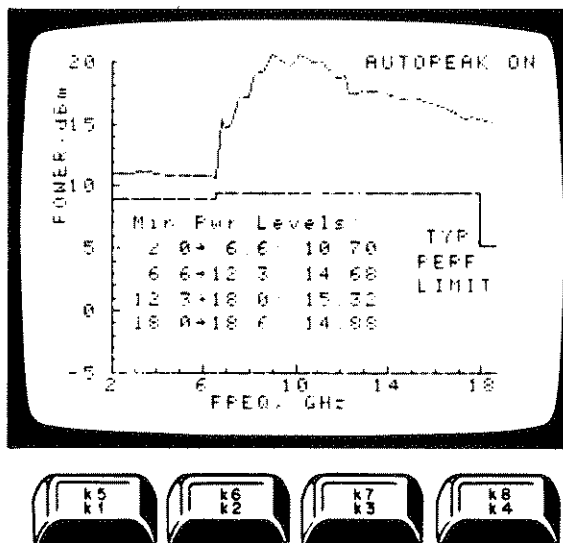 AUTOPEAK ON
POWER, dBm
20
15
10
5
0
-5
Min Pwr Levels:
2.0→6.6: 10.70
6.6→12.3: 14.68
12.3→18.0: 15.32
18.0→18.6: 14.88
TYP
PERF
LIMIT
2 6 10 14 18
FREQ, GHz
k5 k6 k7 k8
k1 k2 k3 k4